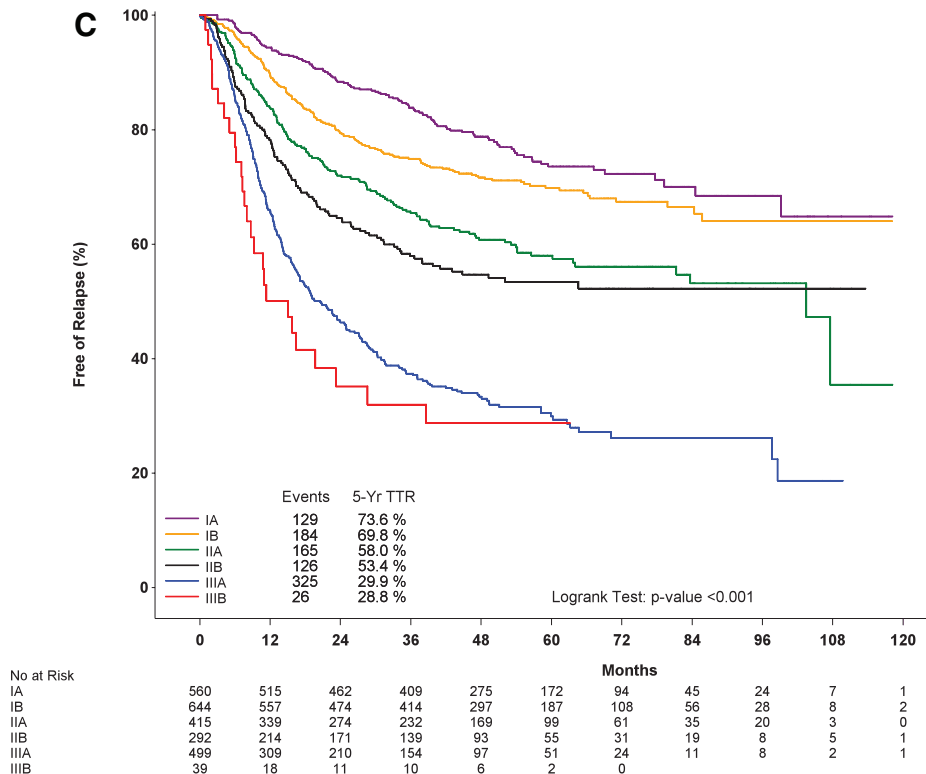 C
100
80
60
40
20
0
Free of Relapse (%)
Events 5-Yr TTR
IA 129 73.6 %
IB 184 69.8 %
IIA 165 58.0 %
IIB 126 53.4 %
IIIA 325 29.9 %
IIIB 26 28.8 %
Logrank Test: p-value <0.001
0 12 24 36 48 60 72 84 96 108 120
Months
No at Risk
IA 560 515 462 409 275 172 94 45 24 7 1
IB 644 557 474 414 297 187 108 56 28 8 2
IIA 415 339 274 232 169 99 61 35 20 3 0
IIB 292 214 171 139 93 55 31 19 8 5 1
IIIA 499 309 210 154 97 51 24 11 8 2 1
IIIB 39 18 11 10 6 2 0